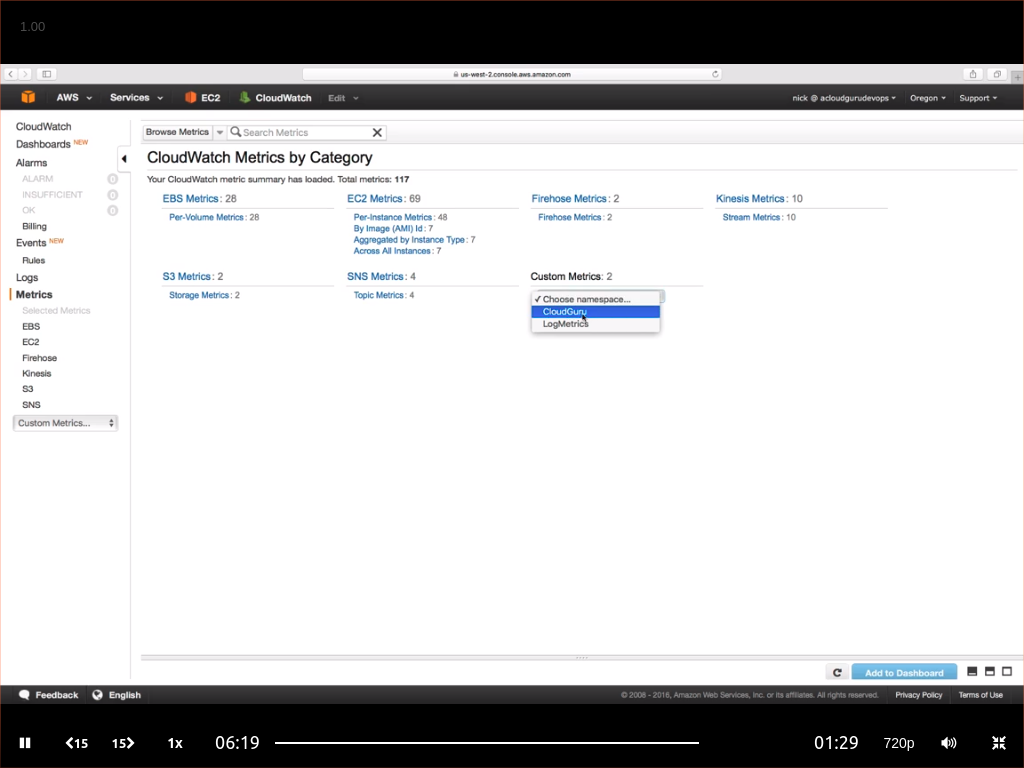 1.00
us-west-2.console.aws.amazon.com
AWS Services EC2 CloudWatch Edit nick @ acloudgurudevops Oregon Support
CloudWatch
Dashboards NEW
Alarms
ALARM 0
INSUFFICIENT 0
OK 0
Billing
Events NEW
Rules
Logs
Metrics
Selected Metrics
EBS
EC2
Firehose
Kinesis
S3
SNS
Custom Metrics...
Browse Metrics Search Metrics
CloudWatch Metrics by Category
Your CloudWatch metric summary has loaded. Total metrics: 117
EBS Metrics: 28
Per-Volume Metrics: 28
EC2 Metrics: 69
Per-Instance Metrics: 48
By Image (AMI) Id: 7
Aggregated by Instance Type: 7
Across All Instances: 7
Firehose Metrics: 2
Firehose Metrics: 2
Kinesis Metrics: 10
Stream Metrics: 10
S3 Metrics: 2
Storage Metrics: 2
SNS Metrics: 4
Topic Metrics: 4
Custom Metrics: 2
✓ Choose namespace...
CloudGuru
LogMetrics
Add to Dashboard
Feedback English © 2008 - 2016, Amazon Web Services, Inc. or its affiliates. All rights reserved. Privacy Policy Terms of Use
15 15 1x 06:19 01:29 720p